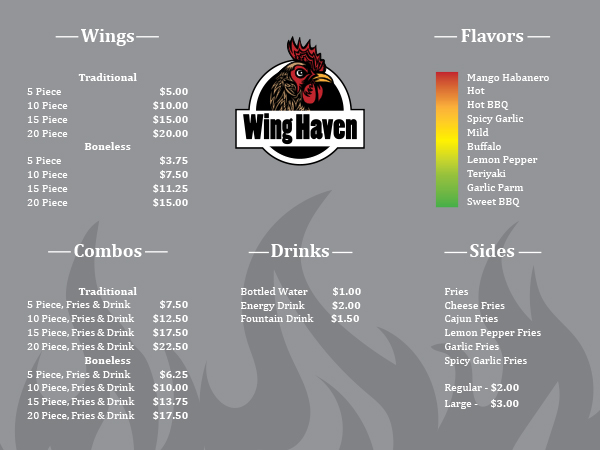 Wings
Traditional
5 Piece $5.00
10 Piece $10.00
15 Piece $15.00
20 Piece $20.00
Boneless
5 Piece $3.75
10 Piece $7.50
15 Piece $11.25
20 Piece $15.00
Wing Haven
Flavors
Mango Habanero
Hot
Hot BBQ
Spicy Garlic
Mild
Buffalo
Lemon Pepper
Teriyaki
Garlic Parm
Sweet BBQ
Combos
Traditional
5 Piece, Fries & Drink $7.50
10 Piece, Fries & Drink $12.50
15 Piece, Fries & Drink $17.50
20 Piece, Fries & Drink $22.50
Boneless
5 Piece, Fries & Drink $6.25
10 Piece, Fries & Drink $10.00
15 Piece, Fries & Drink $13.75
20 Piece, Fries & Drink $17.50
Drinks
Bottled Water $1.00
Energy Drink $2.00
Fountain Drink $1.50
Sides
Fries
Cheese Fries
Cajun Fries
Lemon Pepper Fries
Garlic Fries
Spicy Garlic Fries
Regular - $2.00
Large - $3.00